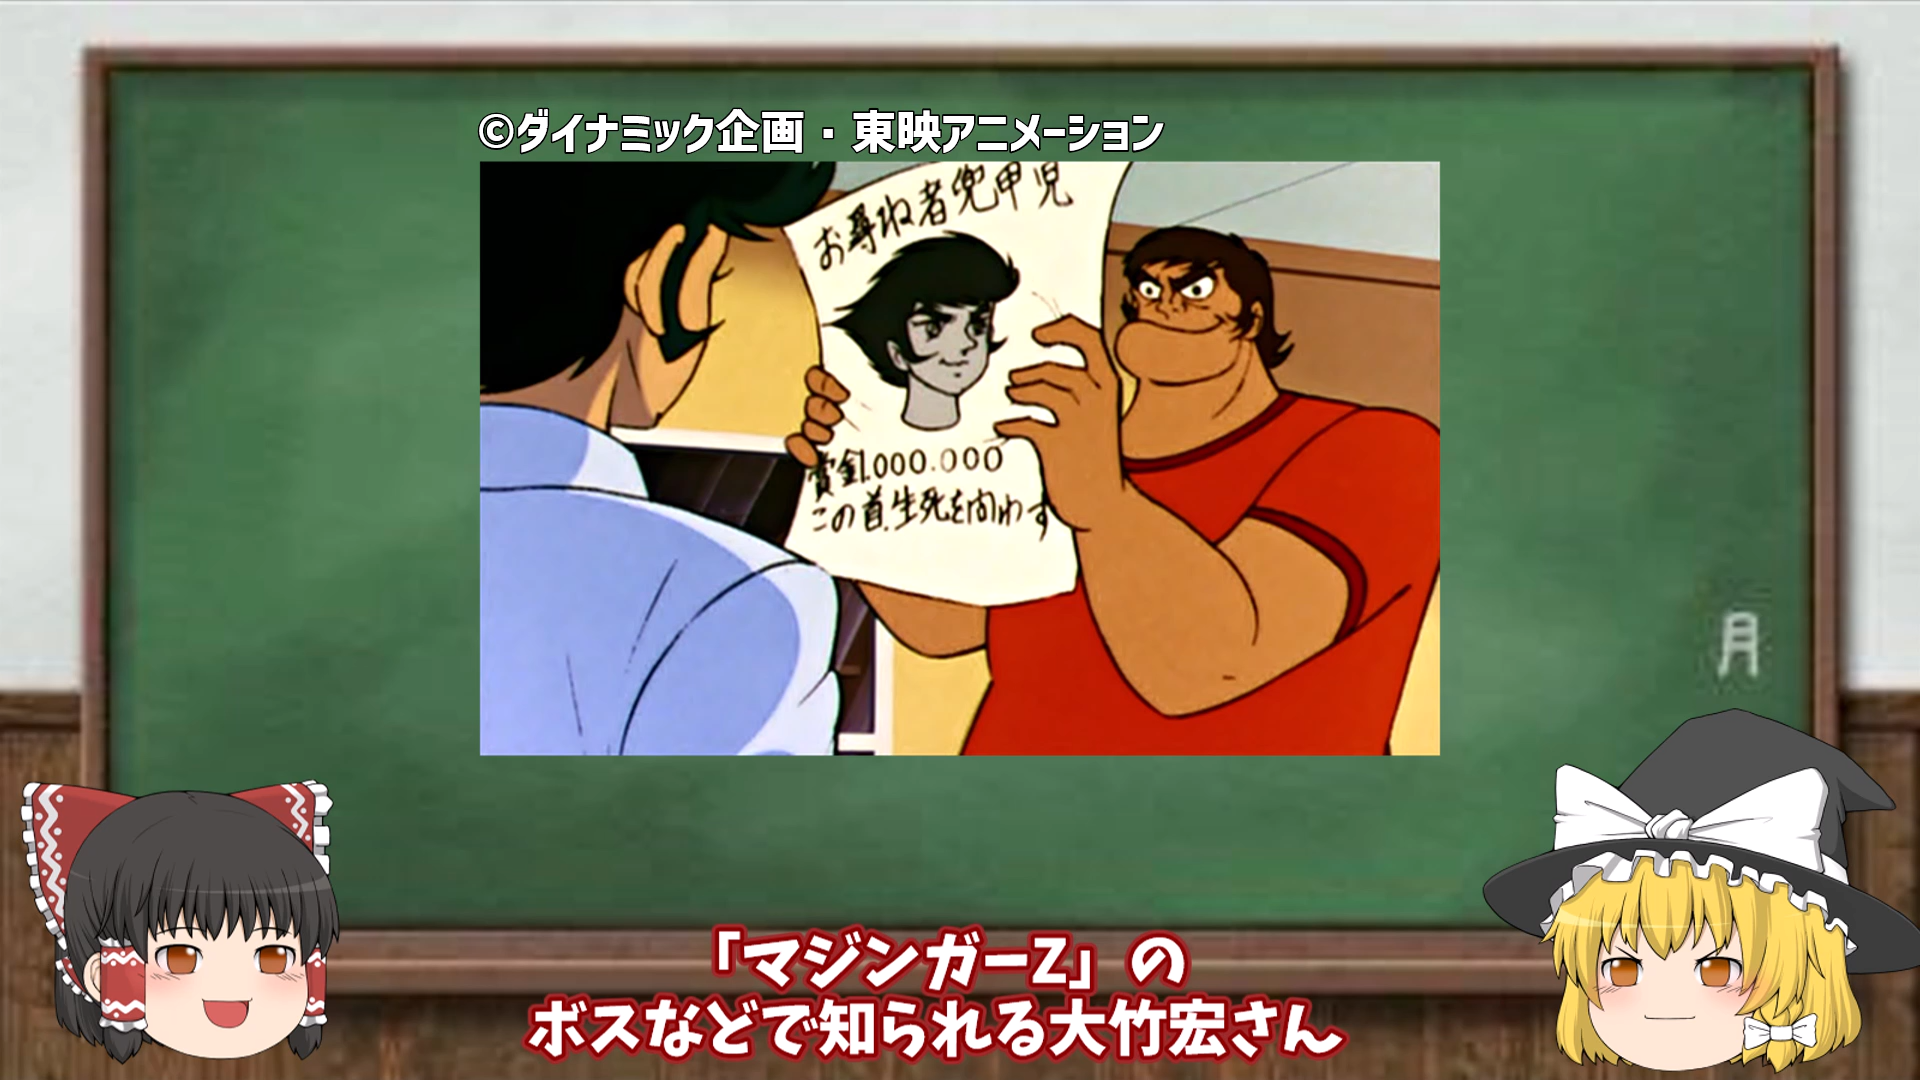 ©ダイナミック企画・東映アニメーション
お尋ね者兜甲児
賞金1.000.000
この首生死を問わず
月
「マジンガーZ」の
ボスなどで知られる大竹宏さん